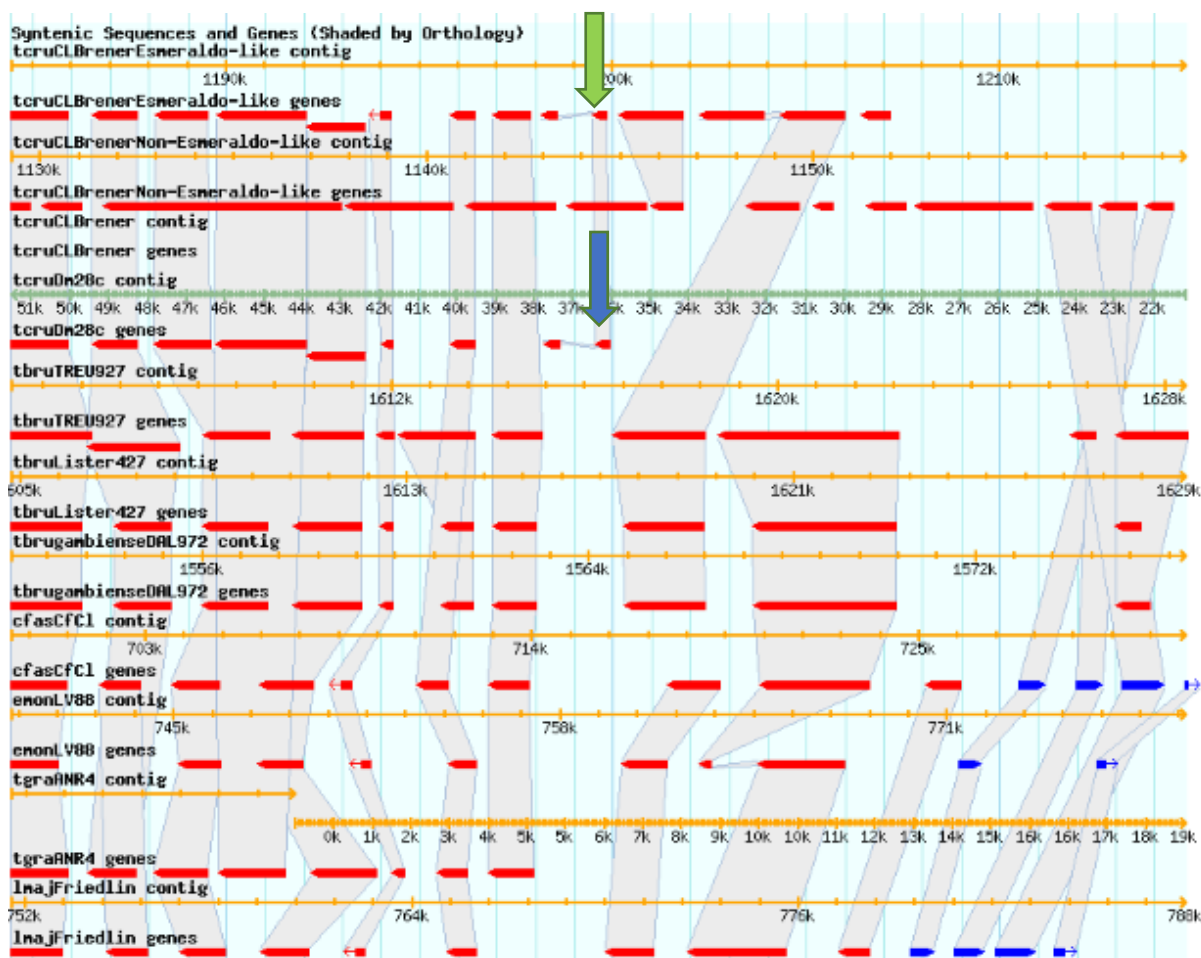 Syntenic Sequences and Genes (Shaded by Orthology)
tcruCLBrenerEsmeraldo-like contig
1190k 00k 1210k
tcruCLBrenerEsmeraldo-like genes
tcruCLBrenerNon-Esmeraldo-like contig
1130k 1140k 1150k
tcruCLBrenerNon-Esmeraldo-like genes
tcruCLBrener contig
tcruCLBrener genes
tcruDm28c contig
51k 50k 49k 48k 47k 46k 45k 44k 43k 42k 41k 40k 39k 38k 37k 35k 34k 33k 32k 31k 30k 29k 28k 27k 26k 25k 24k 23k 22k
tcruDm28c genes
tbruTREU927 contig
1612k 1620k 1628k
tbruTREU927 genes
tbruLister427 contig
605k 1613k 1621k 1629k
tbruLister427 genes
tbrugambienseDAL972 contig
1556k 1564k 1572k
tbrugambienseDAL972 genes
cfasCfCl contig
703k 714k 725k
cfasCfCl genes
emonLV88 contig
745k 758k 771k
emonLV88 genes
tgraANR4 contig
0k 1k 2k 3k 4k 5k 5k 6k 7k 8k 9k 10k 10k 11k 12k 13k 14k 15k 16k 16k 17k 18k 19k
tgraANR4 genes
lmajFriedlin contig
752k 764k 776k 788k
lmajFriedlin genes